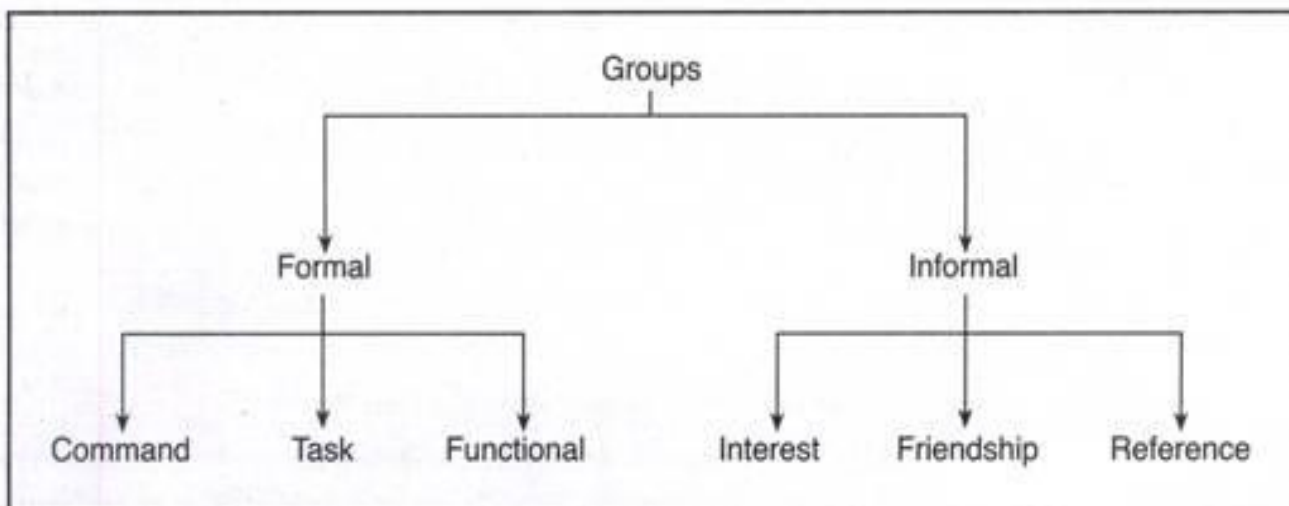 Groups
Formal Informal
Command Task Functional Interest Friendship Reference